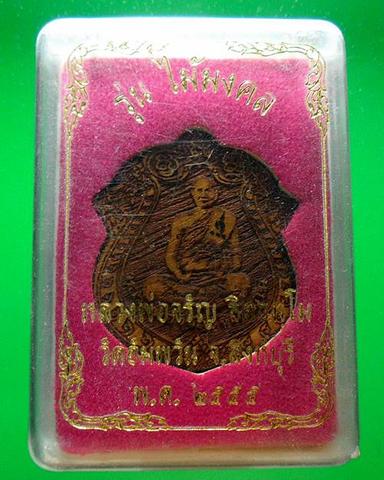 รุ่น ไม้มงคล
หลวงพ่อจรัญ ฐิตธมฺโม
วัดอัมพวัน จ.สิงห์บุรี
พ.ศ. ๒๕๕๕